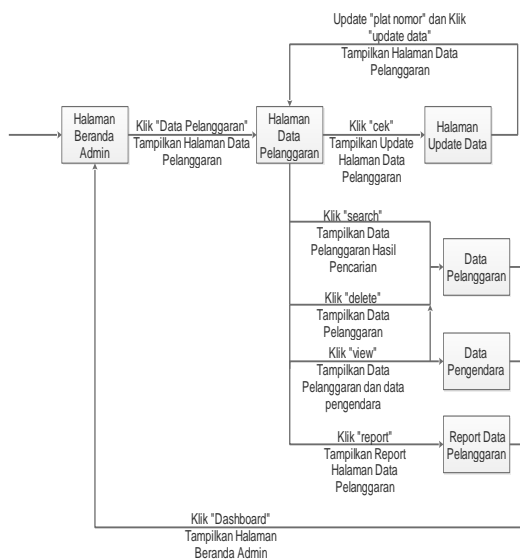 Update "plat nomor" dan Klik
"update data"
Tampilkan Halaman Data
Pelanggaran
Halaman
Beranda
Admin
Klik "Data Pelanggaran"
Tampilkan Halaman Data
Pelanggaran
Halaman
Data
Pelanggaran
Klik "cek"
Tampilkan Update
Halaman Data
Pelanggaran
Halaman
Update Data
Klik "search"
Tampilkan Data
Pelanggaran Hasil
Pencarian
Data
Pelanggaran
Klik "delete"
Tampilkan Data
Pelanggaran
Klik "view"
Tampilkan Data
Pelanggaran dan data
pengendara
Data
Pengendara
Klik "report"
Tampilkan Report
Halaman Data
Pelanggaran
Report Data
Pelanggaran
Klik "Dashboard"
Tampilkan Halaman
Beranda Admin